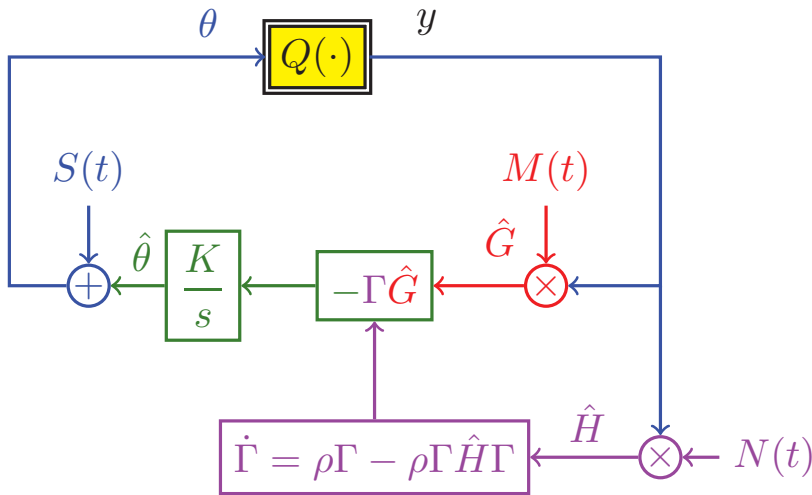 θ
y
Q(·)
S(t)
M(t)
θ̂
K/s
−ΓĜ
Ĝ
+
×
Γ̇ = ρΓ − ρΓĤΓ
Ĥ
×
N(t)